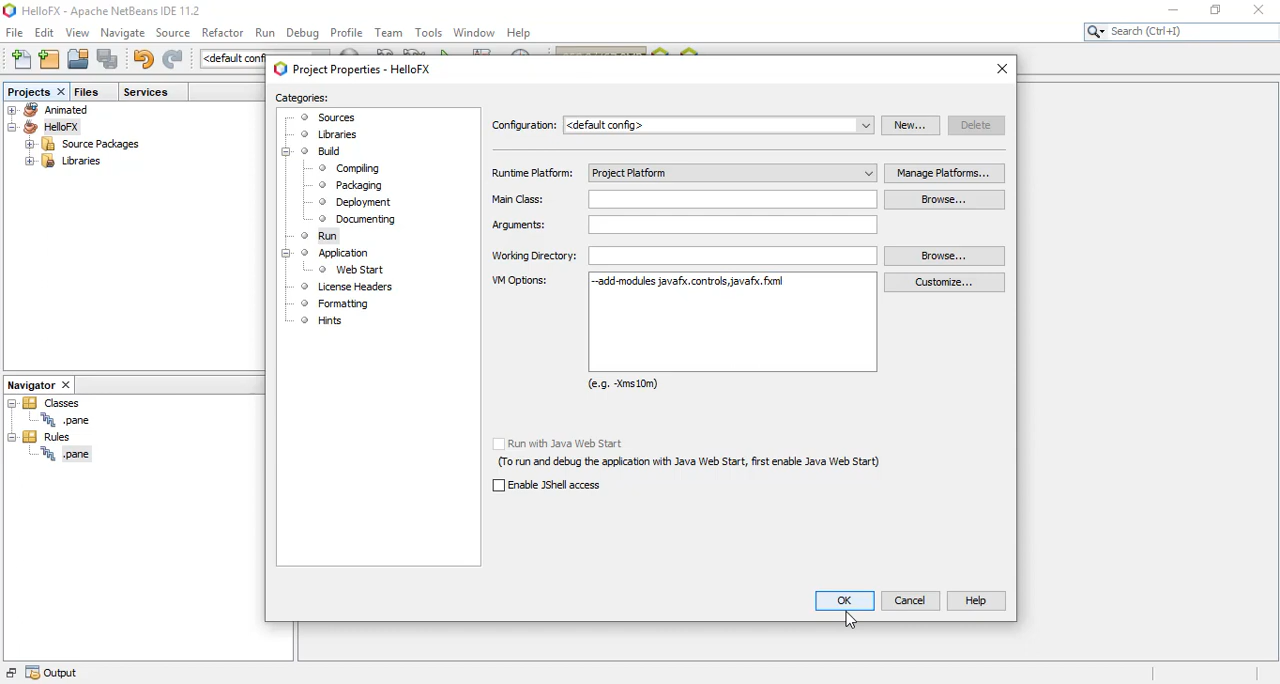 HelloFX - Apache NetBeans IDE 11.2
File Edit View Navigate Source Refactor Run Debug Profile Team Tools Window Help
Search (Ctrl+I)
<default conf
Projects Files Services
Animated
HelloFX
Source Packages
Libraries
Navigator
Classes
.pane
Rules
.pane
Output
Project Properties - HelloFX
Categories:
Sources
Libraries
Build
Compiling
Packaging
Deployment
Documenting
Run
Application
Web Start
License Headers
Formatting
Hints
Configuration: <default config> New... Delete
Runtime Platform: Project Platform Manage Platforms...
Main Class: Browse...
Arguments:
Working Directory: Browse...
VM Options: --add-modules javafx.controls,javafx.fxml Customize...
(e.g. -Xms10m)
Run with Java Web Start
(To run and debug the application with Java Web Start, first enable Java Web Start)
Enable JShell access
OK Cancel Help